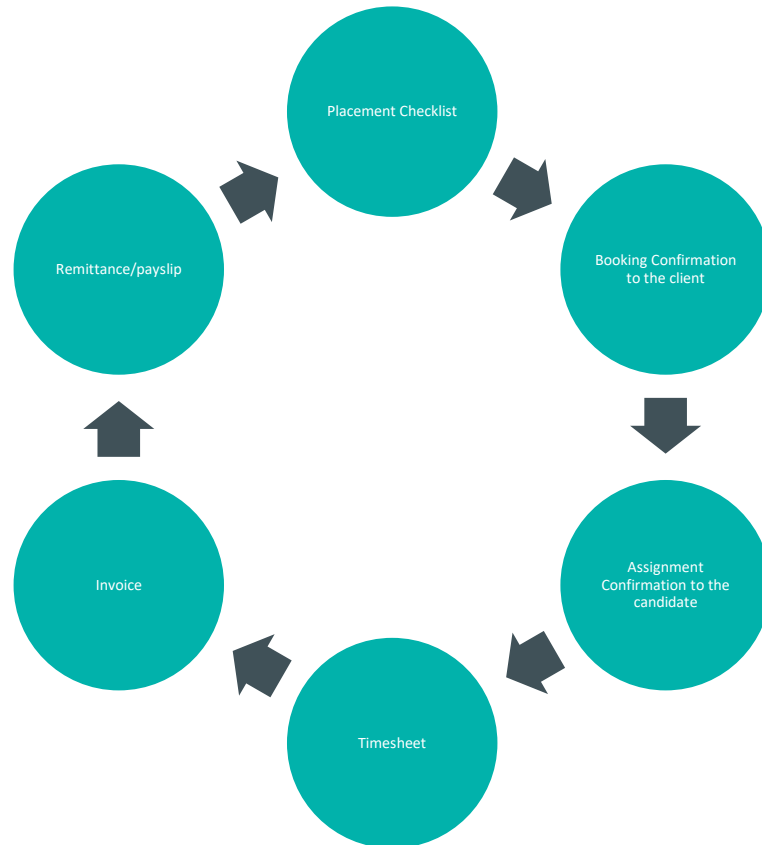 Placement Checklist
Booking Confirmation
to the client
Assignment
Confirmation to the
candidate
Timesheet
Invoice
Remittance/payslip